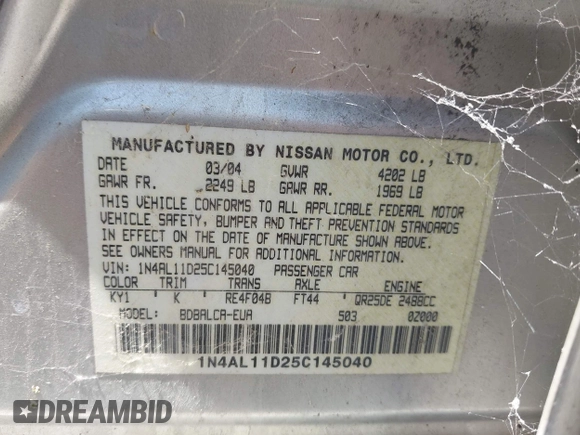 MANUFACTURED BY NISSAN MOTOR CO., LTD.
DATE 03/04 GVWR 4202 LB
GAWR FR. 2249 LB GAWR RR. 1969 LB
THIS VEHICLE CONFORMS TO ALL APPLICABLE FEDERAL MOTOR
VEHICLE SAFETY, BUMPER AND THEFT PREVENTION STANDARDS
IN EFFECT ON THE DATE OF MANUFACTURE SHOWN ABOVE.
SEE OWNERS MANUAL FOR ADDITIONAL INFORMATION.
VIN: 1N4AL11D25C145040 PASSENGER CAR
COLOR TRIM TRANS AXLE ENGINE
KY1 K RE4F04B FT44 QR25DE 2488CC
MODEL: BDBALCA-EUA 503 0Z000
1N4AL11D25C145040
DREAMBID